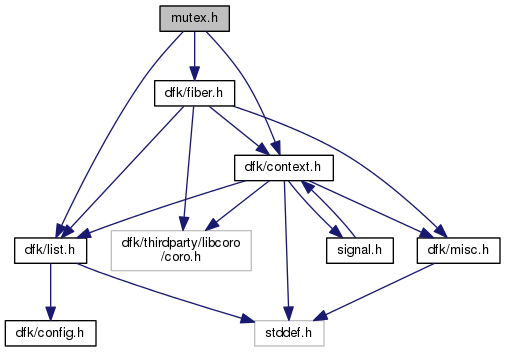 mutex.h
dfk/fiber.h
dfk/context.h
dfk/list.h
dfk/thirdparty/libcoro
/coro.h
signal.h
dfk/misc.h
dfk/config.h
stddef.h